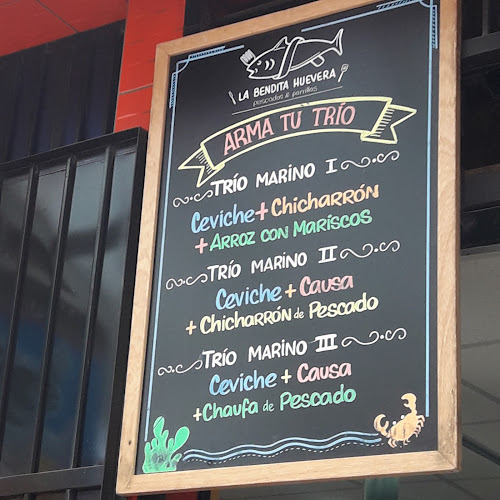 LA BENDITA HUEVERA
pescados & parrillas
ARMA TÙ TRÍO
TRÍO MARINO I
CEVICHE + CHICHARRÓN
+ ARROZ CON MARISCOS
TRÍO MARINO II
CEVICHE + CAUSA
+ CHICHARRÓN de PESCADO
TRÍO MARINO III
CEVICHE + CAUSA
+ CHAUFA de PESCADO